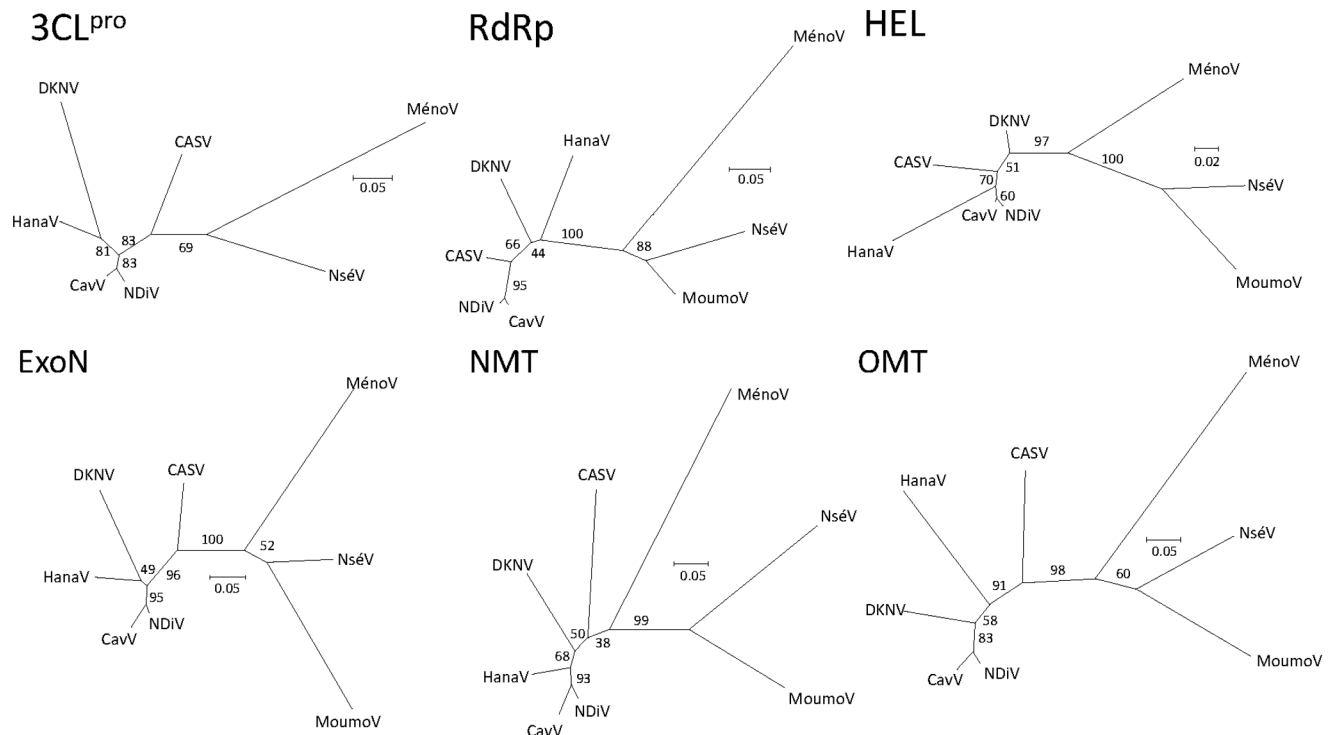 3CLpro
DKNV
CASV
MénoV
0.05
HanaV
83
81
69
83
CavV
NDiV
NséV
RdRp
MénoV
HanaV
DKNV
0.05
66
44
100
88
NséV
CASV
95
NDiV
CavV
MoumoV
HEL
MénoV
DKNV
97
0.02
CASV
51
100
70
60
NséV
CavV
NDiV
HanaV
MoumoV
ExoN
MénoV
DKNV
CASV
100
52
49
96
NséV
HanaV
0.05
95
CavV
NDiV
MoumoV
NMT
MénoV
CASV
NséV
DKNV
0.05
50
38
99
68
HanaV
93
NDiV
CavV
MoumoV
OMT
MénoV
CASV
HanaV
NséV
0.05
91
98
60
DKNV
58
83
CavV
NDiV
MoumoV